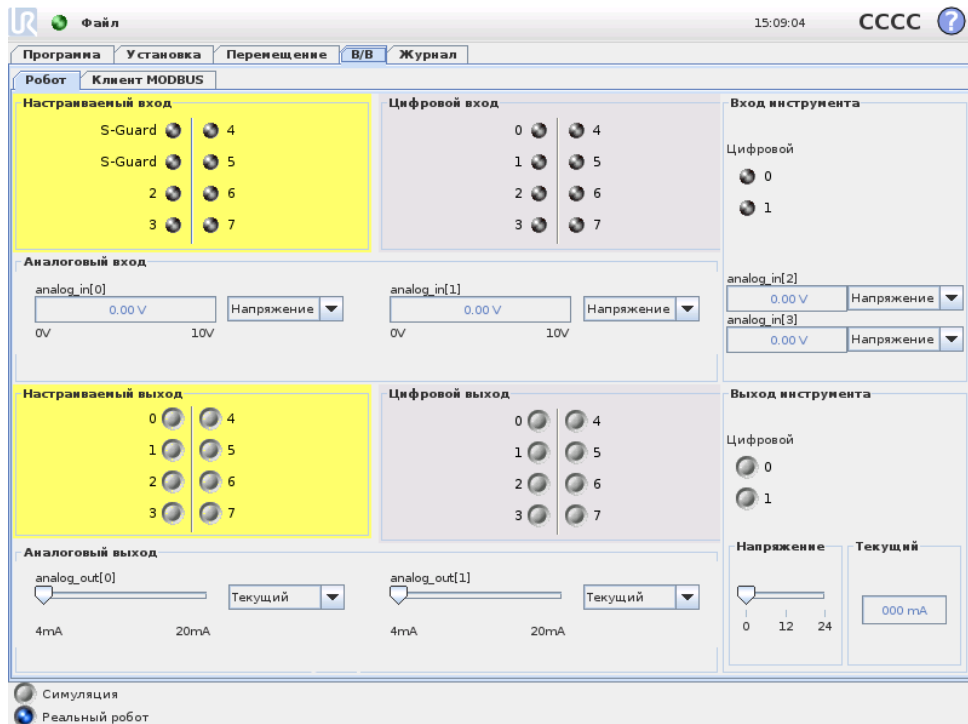 UR Файл 15:09:04 CCCC ?
Программа Установка Перемещение В/В Журнал
Робот Клиент MODBUS
Настраиваемый вход Цифровой вход Вход инструмента
S-Guard 4 0 4
Цифровой
S-Guard 5 1 5
0
2 6 2 6
1
3 7 3 7
Аналоговый вход
analog_in[0] analog_in[1] analog_in[2]
0.00 V Напряжение 0.00 V Напряжение 0.00 V Напряжение
analog_in[3]
0V 10V 0V 10V 0.00 V Напряжение
Настраиваемый выход Цифровой выход Выход инструмента
0 4 0 4
Цифровой
1 5 1 5
0
2 6 2 6
1
3 7 3 7
Аналоговый выход Напряжение Текущий
analog_out[0] analog_out[1]
Текущий Текущий 000 mA
4mA 20mA 4mA 20mA 0 12 24
Симуляция
Реальный робот